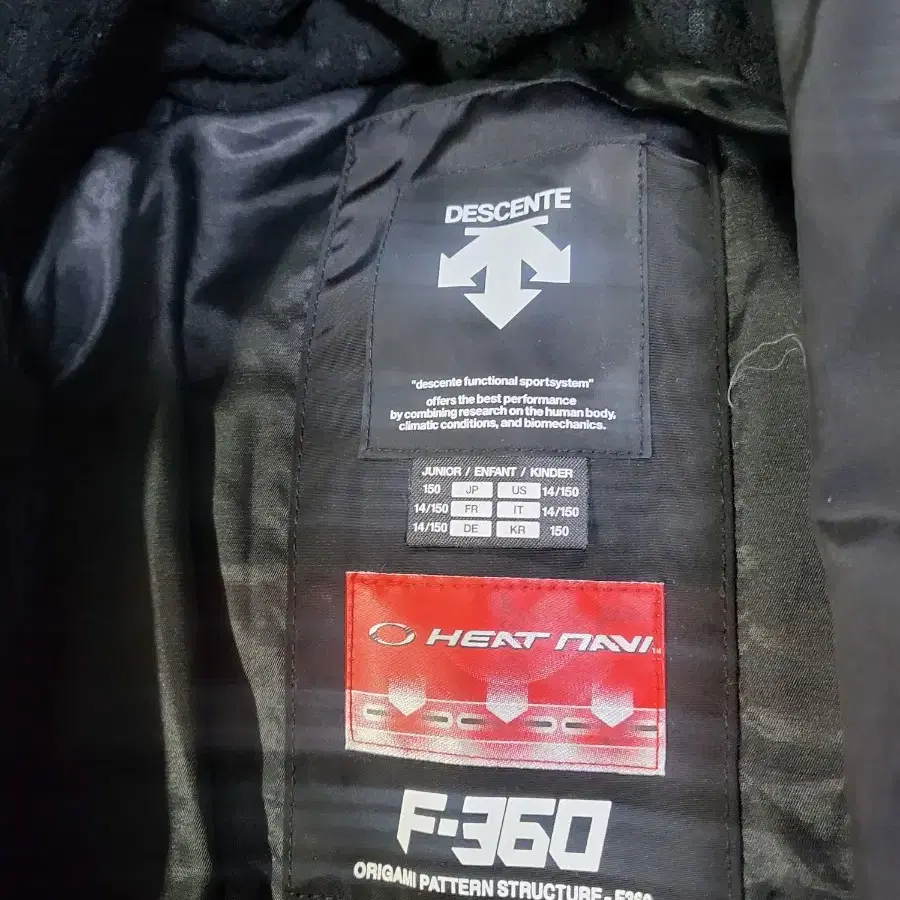 DESCENTE
"descente functional sportsystem"
offers the best performance
by combining research on the human body,
climatic conditions, and biomechanics.
JUNIOR / ENFANT / KINDER
150 JP US 14/150
14/150 FR IT 14/150
14/150 DE KR 150
HEAT NAVI™
F-360
ORIGAMI PATTERN STRUCTURE - F360